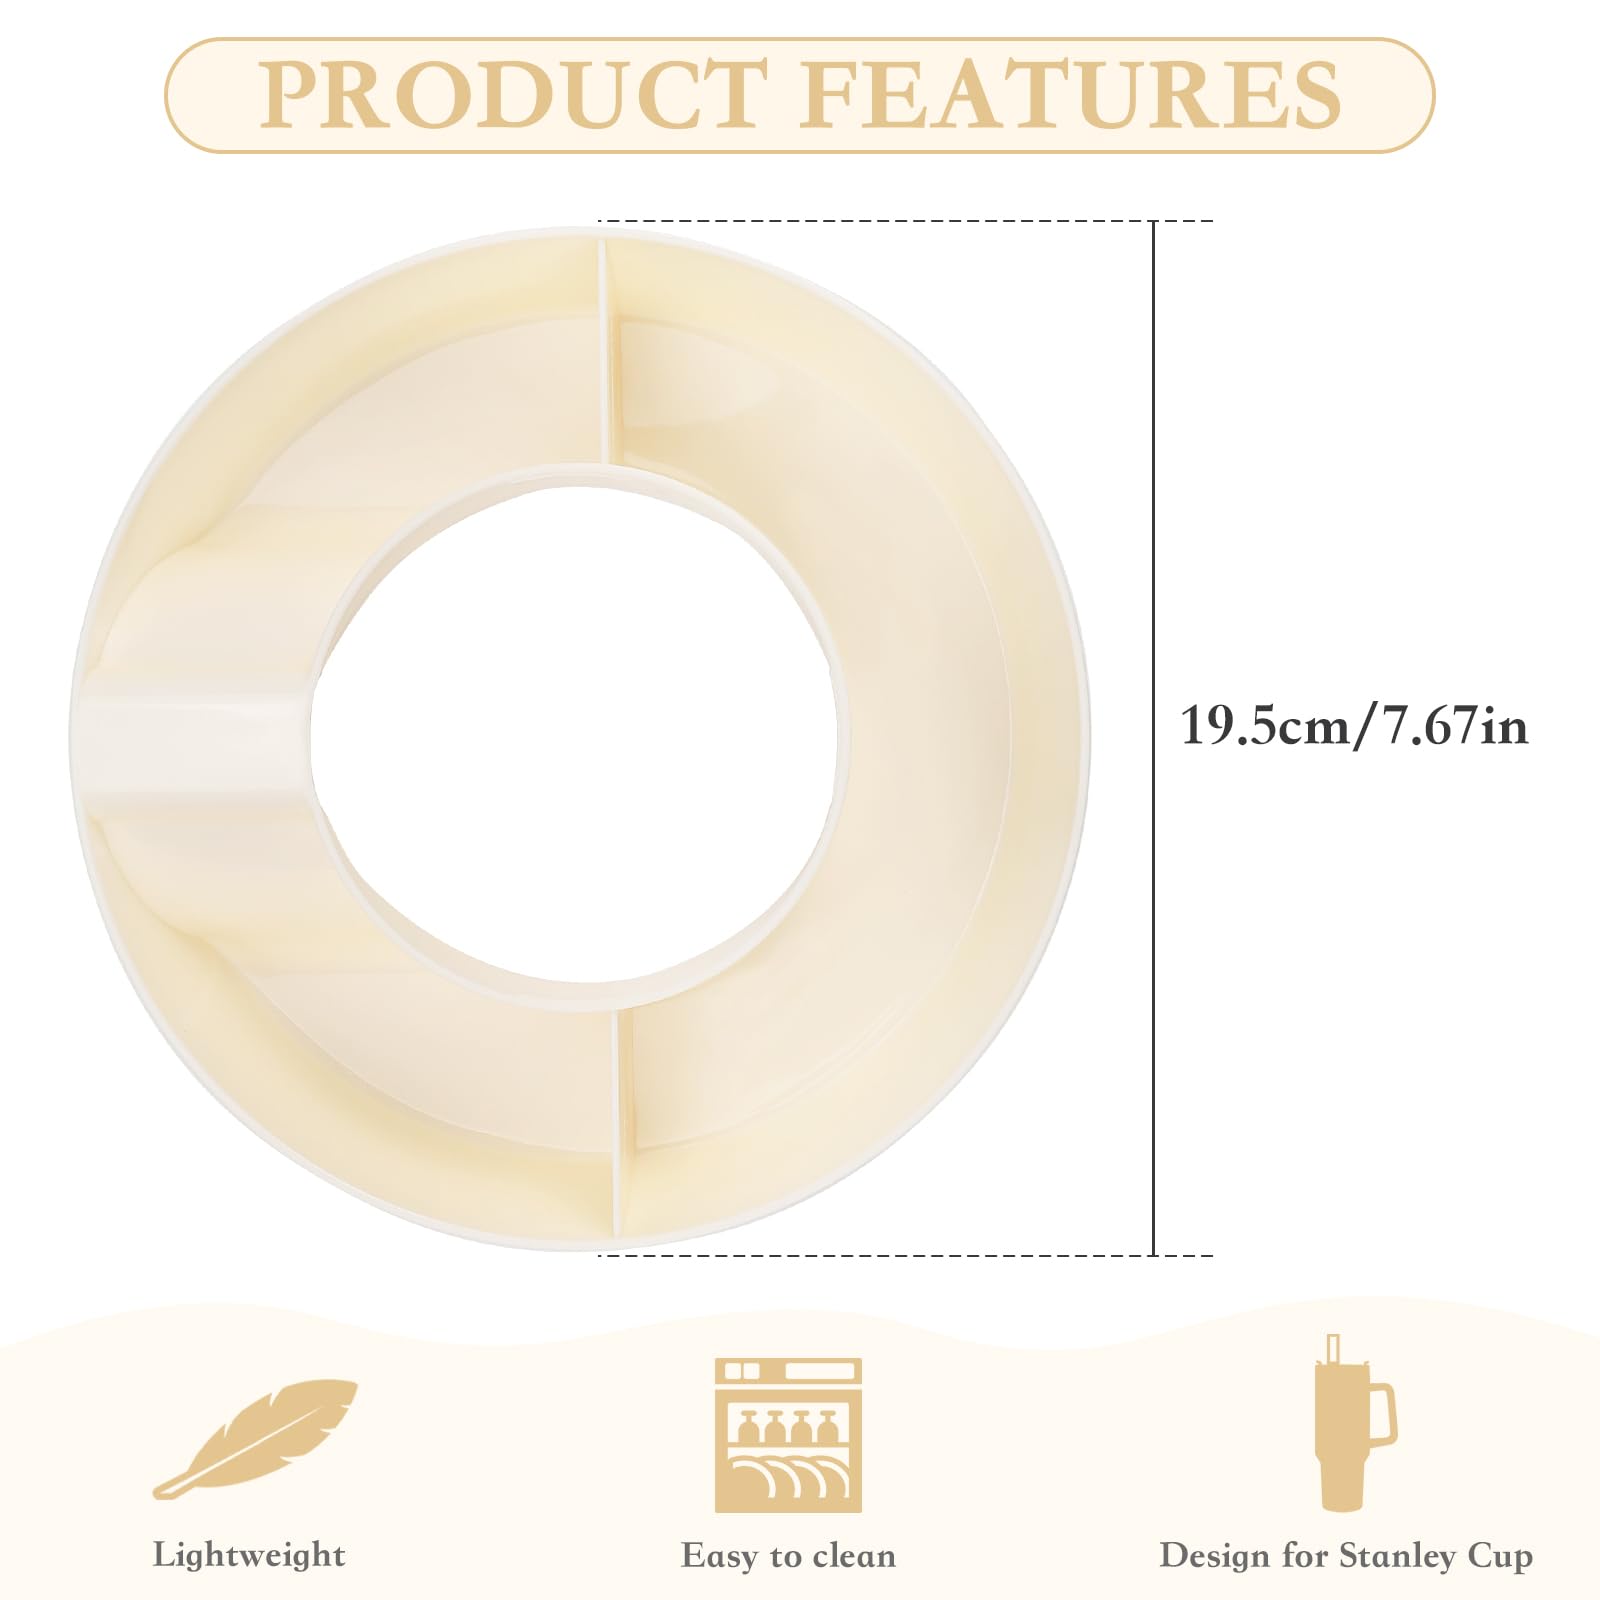 PRODUCT FEATURES
19.5cm/7.67in
Lightweight
Easy to clean
Design for Stanley Cup